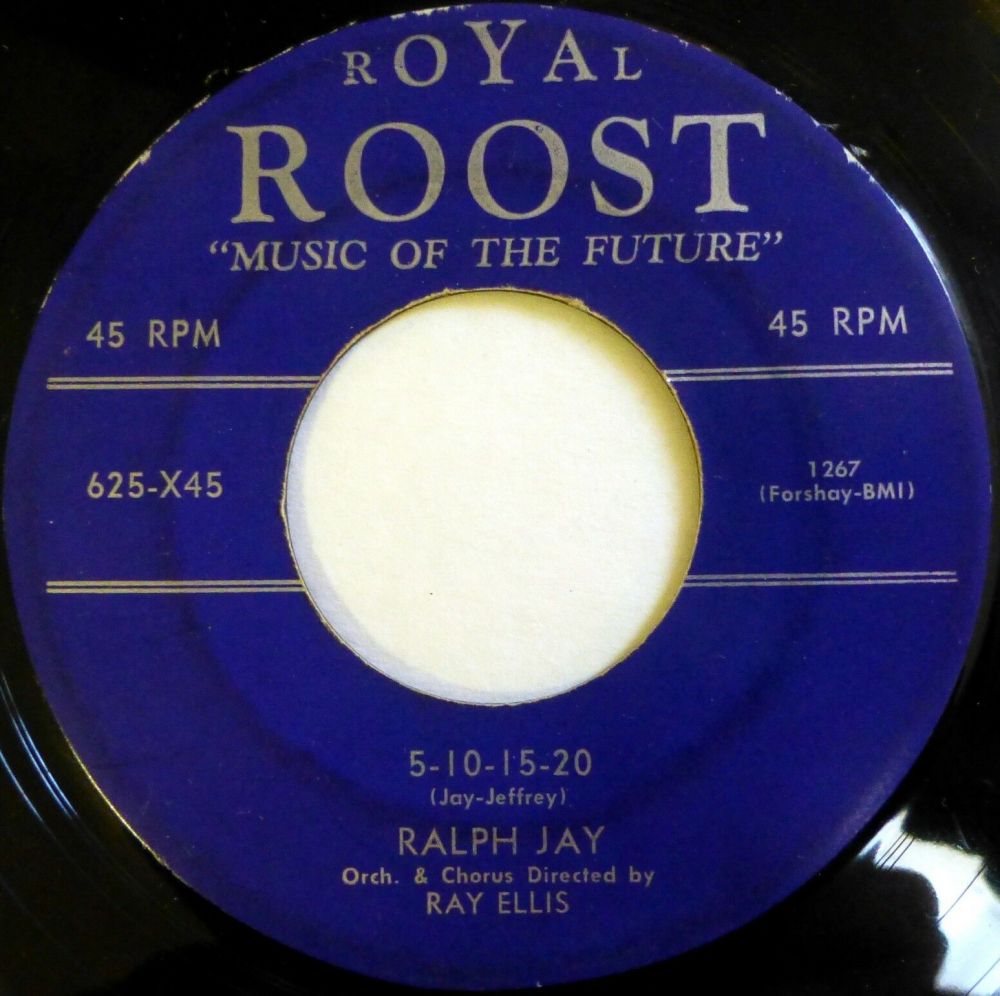 ROYAL
ROOST
“MUSIC OF THE FUTURE”
45 RPM
45 RPM
625-X45
1267
(Forshay-BMI)
5-10-15-20
(Jay-Jeffrey)
RALPH JAY
Orch. & Chorus Directed by
RAY ELLIS